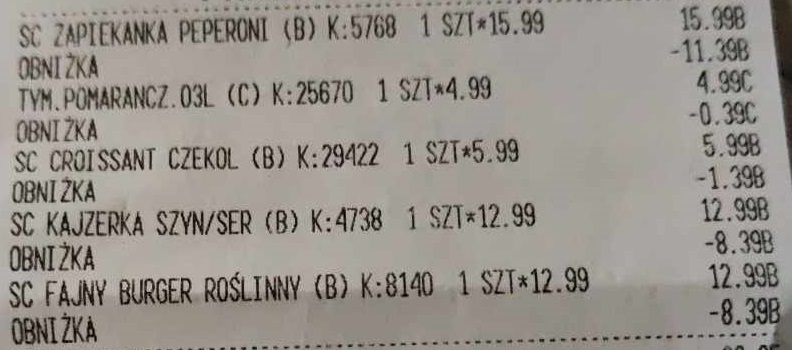 SC ZAPIEKANKA PEPERONI (B) K:5768 1 SZT*15.99 15.99B
OBNIŻKA -11.39B
TYM.POMARANCZ.03L (C) K:25670 1 SZT*4.99 4.99C
OBNIŻKA -0.39C
SC CROISSANT CZEKOL (B) K:29422 1 SZT*5.99 5.99B
OBNIŻKA -1.39B
SC KAJZERKA SZYN/SER (B) K:4738 1 SZT*12.99 12.99B
OBNIŻKA -8.39B
SC FAJNY BURGER ROŚLINNY (B) K:8140 1 SZT*12.99 12.99B
OBNIŻKA -8.39B